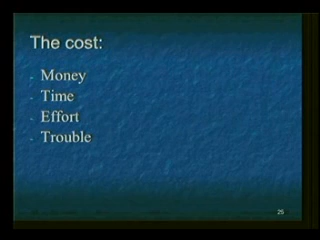 The cost:
- Money
- Time
- Effort
- Trouble
25